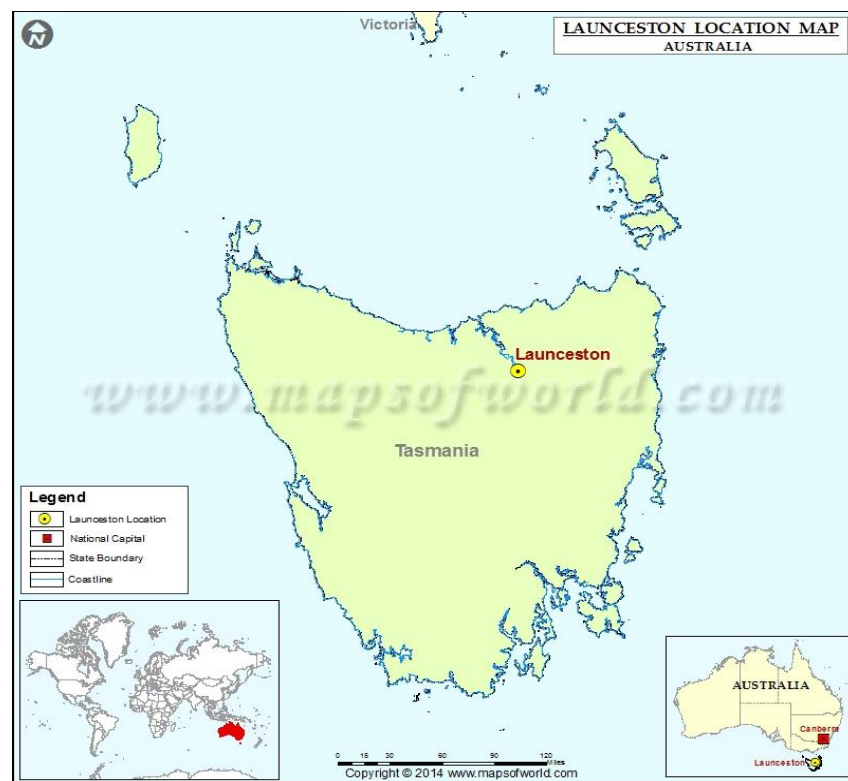 Victoria
LAUNCESTON LOCATION MAP
AUSTRALIA
N
Launceston
www.mapsofworld.com
Tasmania
Legend
Launceston Location
National Capital
State Boundary
Coastline
AUSTRALIA
Canberra
Launceston
0 15 30 60 90 120
Miles
Copyright © 2014 www.mapsofworld.com